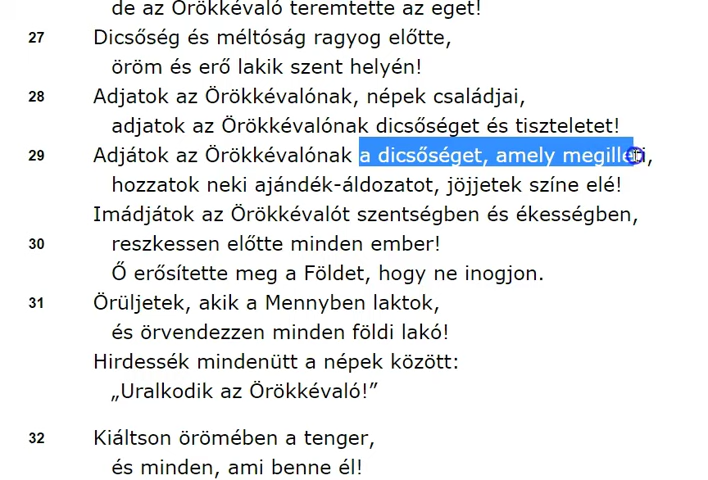 de az Örökkévaló teremtette az eget!
27 Dicsőség és méltóság ragyog előtte,
öröm és erő lakik szent helyén!
28 Adjatok az Örökkévalónak, népek családjai,
adjatok az Örökkévalónak dicsőséget és tiszteletet!
29 Adjátok az Örökkévalónak a dicsőséget, amely megilleti,
hozzatok neki ajándék-áldozatot, jöjjetek színe elé!
Imádjátok az Örökkévalót szentségben és ékességben,
30 reszkessen előtte minden ember!
Ő erősítette meg a Földet, hogy ne inogjon.
31 Örüljetek, akik a Mennyben laktok,
és örvendezzen minden földi lakó!
Hirdessék mindenütt a népek között:
„Uralkodik az Örökkévaló!”
32 Kiáltson örömében a tenger,
és minden, ami benne él!